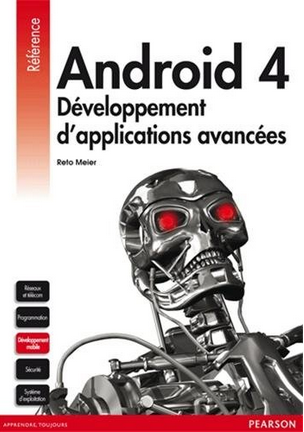 Référence
Android 4
Développement
d'applications avancées
Reto Meier
Réseaux
et télécom
Programmation
Développement
mobile
Sécurité
Système
d'exploitation
APPRENDRE, TOUJOURS
PEARSON